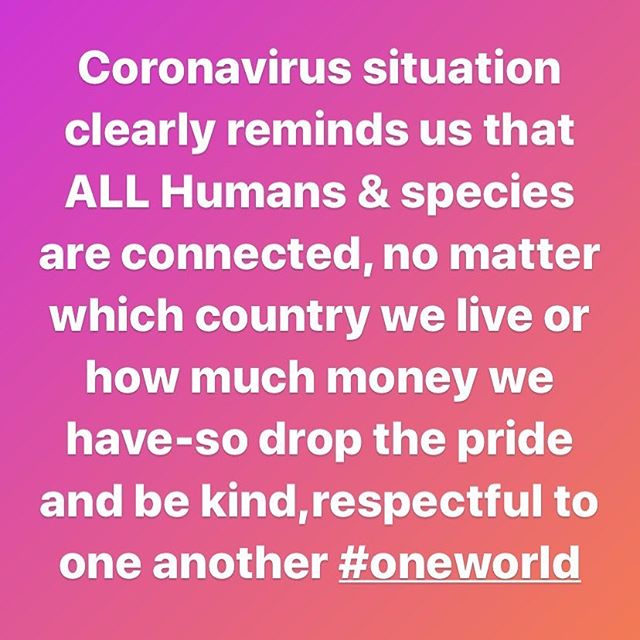 Coronavirus situation
clearly reminds us that
ALL Humans & species
are connected, no matter
which country we live or
how much money we
have-so drop the pride
and be kind,respectful to
one another #oneworld